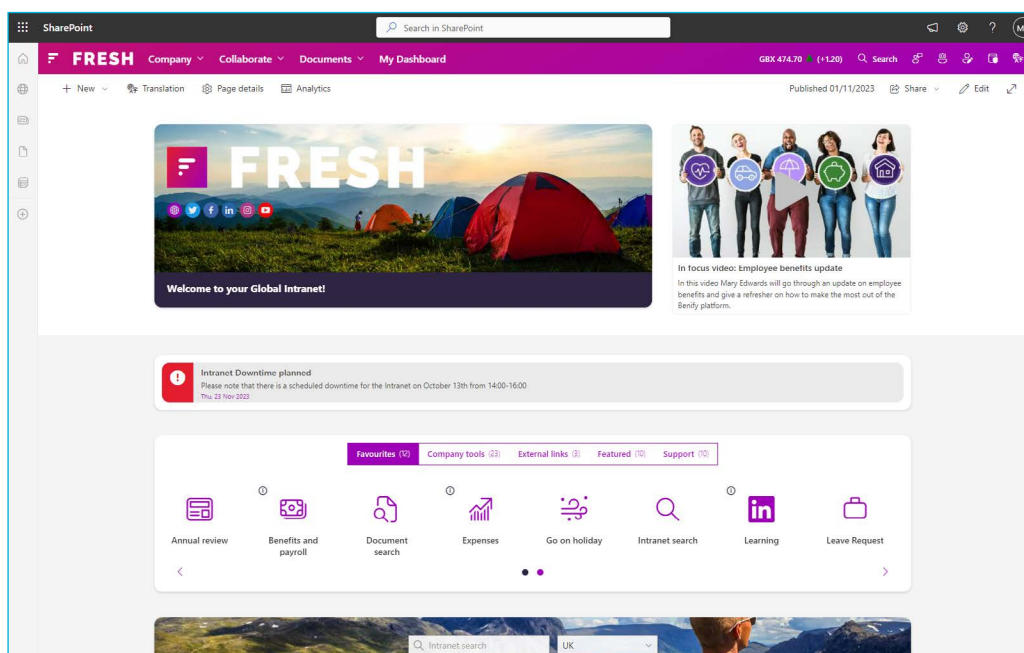 SharePoint
Search in SharePoint
?
M
FRESH
Company
Collaborate
Documents
My Dashboard
GBX 474.70
(+1.20)
Search
+ New
Translation
Page details
Analytics
Published 01/11/2023
Share
Edit
FRESH
Welcome to your Global Intranet!
In focus video: Employee benefits update
In this video Mary Edwards will go through an update on employee
benefits and give a refresher on how to make the most out of the
Benify platform.
Intranet Downtime planned
Please note that there is a scheduled downtime for the Intranet on October 13th from 14:00-16:00
Thu, 23 Nov 2023
Favourites (12)
Company tools (23)
External links (3)
Featured (10)
Support (10)
Annual review
Benefits and
payroll
Document
search
Expenses
Go on holiday
Intranet search
in
Learning
Leave Request
Intranet search
UK